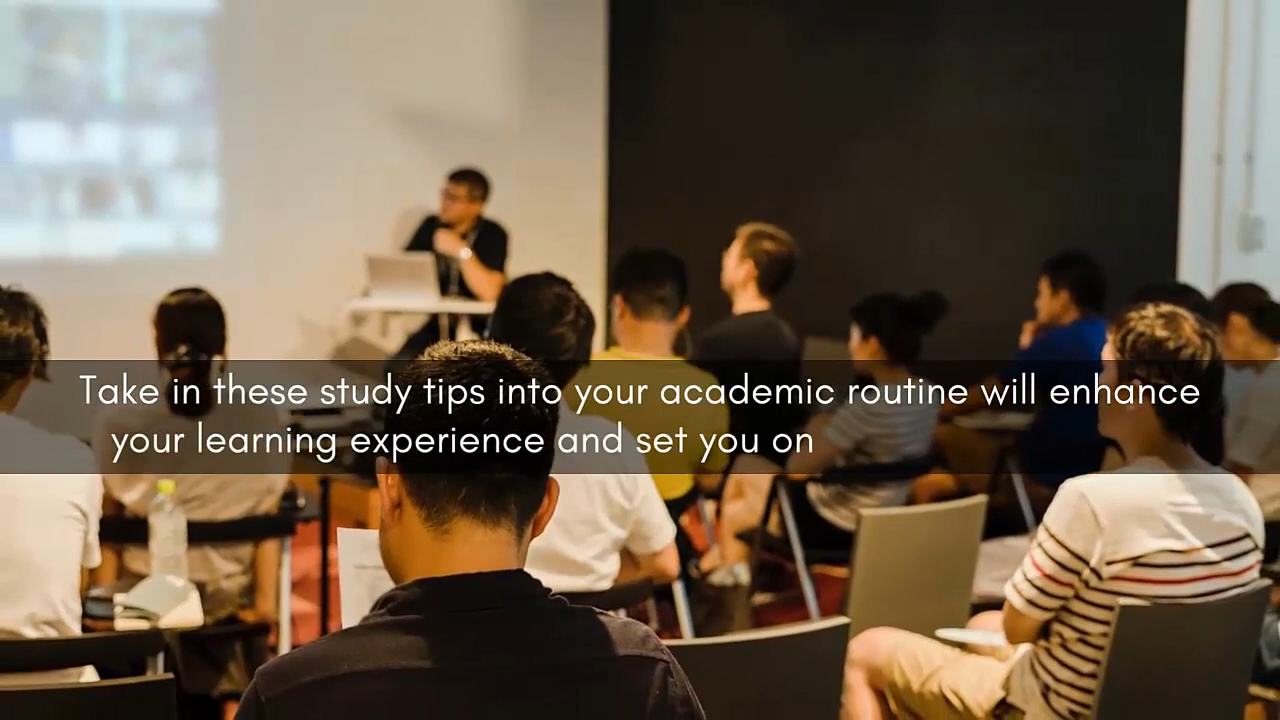 Take in these study tips into your academic routine will enhance
your learning experience and set you on